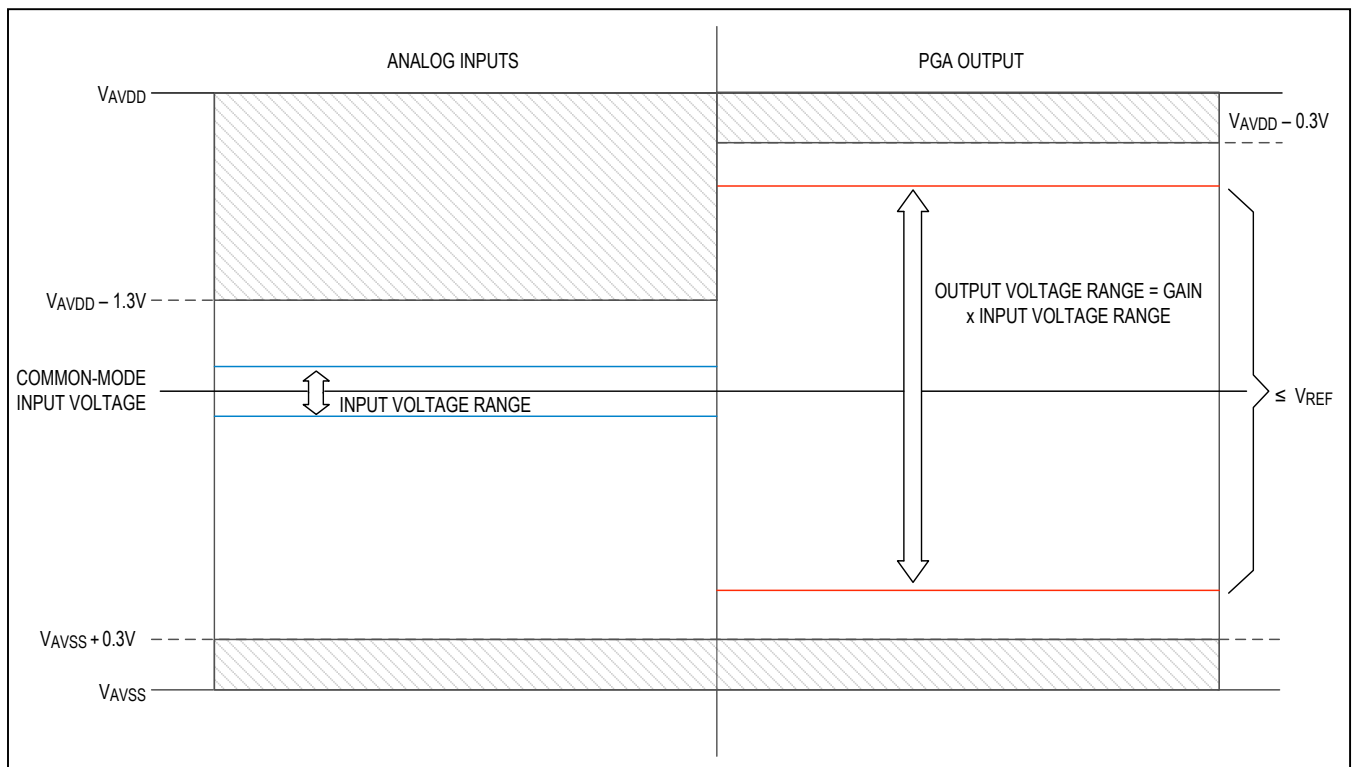 ANALOG INPUTS
PGA OUTPUT
VAVDD
VAVDD – 0.3V
VAVDD – 1.3V
OUTPUT VOLTAGE RANGE = GAIN
x INPUT VOLTAGE RANGE
COMMON-MODE
INPUT VOLTAGE
INPUT VOLTAGE RANGE
≤ VREF
VAVSS + 0.3V
VAVSS